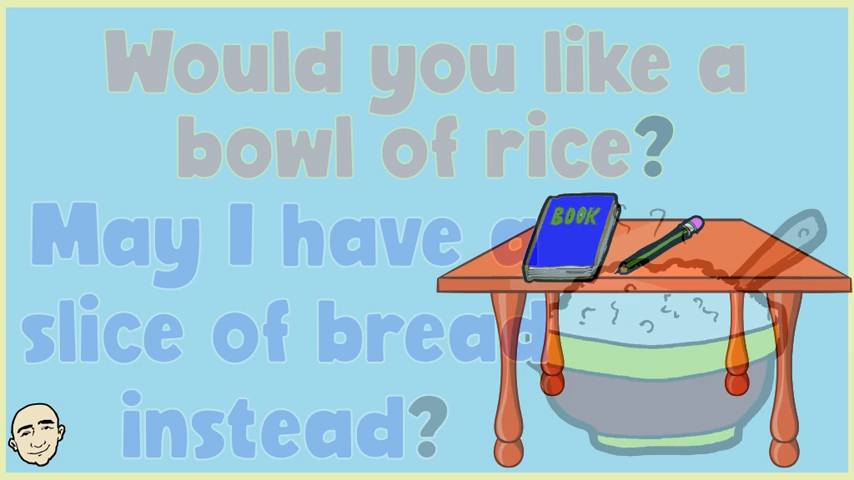 Would you like a
bowl of rice?
May I have a
slice of bread
instead?
BOOK